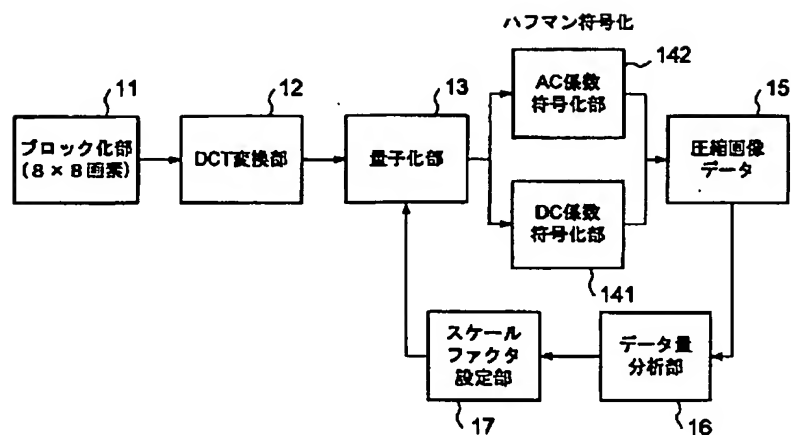 ハフマン符号化
11
ブロック化部
(8×8画素)
12
DCT変換部
13
量子化部
142
AC係数
符号化部
DC係数
符号化部
141
15
圧縮画像
データ
スケール
ファクタ
設定部
17
データ量
分析部
16